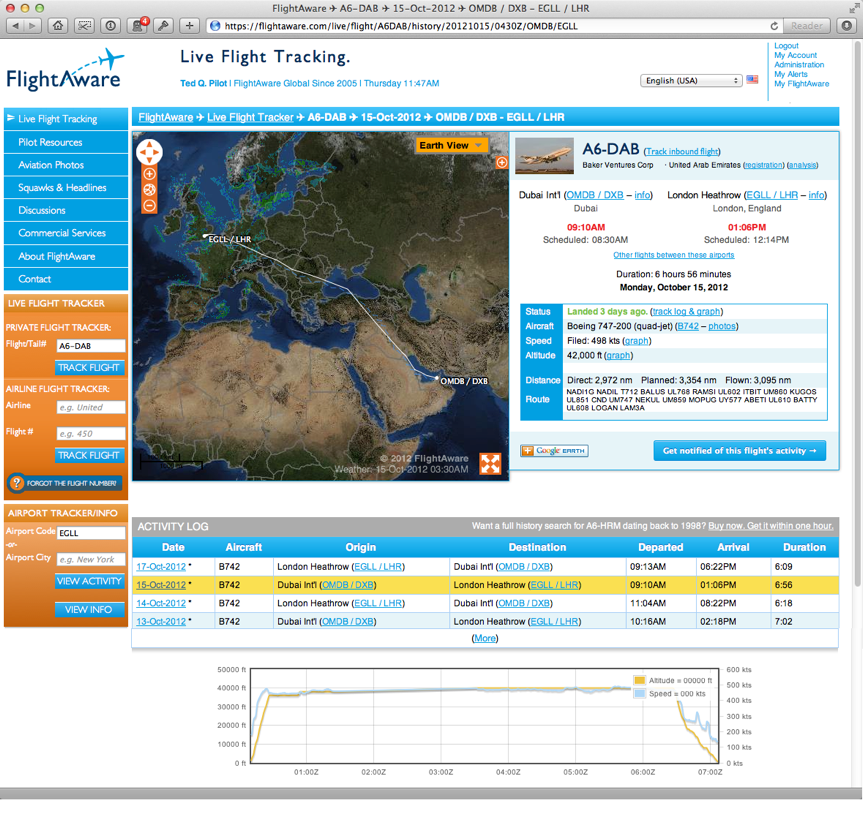 FlightAware ✈ A6-DAB ✈ 15-Oct-2012 ✈ OMDB / DXB - EGLL / LHR
https://flightaware.com/live/flight/A6DAB/history/20121015/0430Z/OMDB/EGLL
Reader
4
FlightAware
Live Flight Tracking.
Ted Q. Pilot | FlightAware Global Since 2005 | Thursday 11:47AM
English (USA)
Logout
My Account
Administration
My Alerts
My FlightAware
Live Flight Tracking
Pilot Resources
Aviation Photos
Squawks & Headlines
Discussions
Commercial Services
About FlightAware
Contact
LIVE FLIGHT TRACKER
PRIVATE FLIGHT TRACKER:
Flight/Tail# A6-DAB
TRACK FLIGHT
AIRLINE FLIGHT TRACKER:
Airline e.g. United
Flight # e.g. 450
TRACK FLIGHT
? FORGOT THE FLIGHT NUMBER?
AIRPORT TRACKER/INFO
Airport Code EGLL
-or-
Airport City e.g. New York
VIEW ACTIVITY
VIEW INFO
FlightAware ✈ Live Flight Tracker ✈ A6-DAB ✈ 15-Oct-2012 ✈ OMDB / DXB - EGLL / LHR
Earth View
EGLL / LHR
OMDB / DXB
© 2012 FlightAware
Weather: 15-Oct-2012 03:30AM
A6-DAB (Track inbound flight)
Baker Ventures Corp · United Arab Emirates (registration) (analysis)
Dubai Int'l (OMDB / DXB – info) London Heathrow (EGLL / LHR – info)
Dubai London, England
09:10AM 01:06PM
Scheduled: 08:30AM Scheduled: 12:14PM
Other flights between these airports
Duration: 6 hours 56 minutes
Monday, October 15, 2012
Status Landed 3 days ago. (track log & graph)
Aircraft Boeing 747-200 (quad-jet) (B742 – photos)
Speed Filed: 498 kts (graph)
Altitude 42,000 ft (graph)
Distance Direct: 2,972 nm Planned: 3,354 nm Flown: 3,095 nm
Route NADI1G NADIL T712 BALUS UL768 RAMSI UL602 ITBIT UM860 KUGOS
UL851 CND UM747 NEKUL UM859 MOPUG UY577 ABETI UL610 BATTY
UL608 LOGAN LAM3A
Google EARTH
Get notified of this flight's activity →
ACTIVITY LOG Want a full history search for A6-HRM dating back to 1998? Buy now. Get it within one hour.
Date Aircraft Origin Destination Departed Arrival Duration
17-Oct-2012 * B742 London Heathrow (EGLL / LHR) Dubai Int'l (OMDB / DXB) 09:13AM 06:22PM 6:09
15-Oct-2012 * B742 Dubai Int'l (OMDB / DXB) London Heathrow (EGLL / LHR) 09:10AM 01:06PM 6:56
14-Oct-2012 * B742 London Heathrow (EGLL / LHR) Dubai Int'l (OMDB / DXB) 11:04AM 08:22PM 6:18
13-Oct-2012 * B742 Dubai Int'l (OMDB / DXB) London Heathrow (EGLL / LHR) 10:16AM 02:18PM 7:02
(More)
50000 ft
40000 ft
30000 ft
20000 ft
10000 ft
0 ft
Altitude = 00000 ft
Speed = 000 kts
600 kts
500 kts
400 kts
300 kts
200 kts
100 kts
0 kts
01:00Z 02:00Z 03:00Z 04:00Z 05:00Z 06:00Z 07:00Z